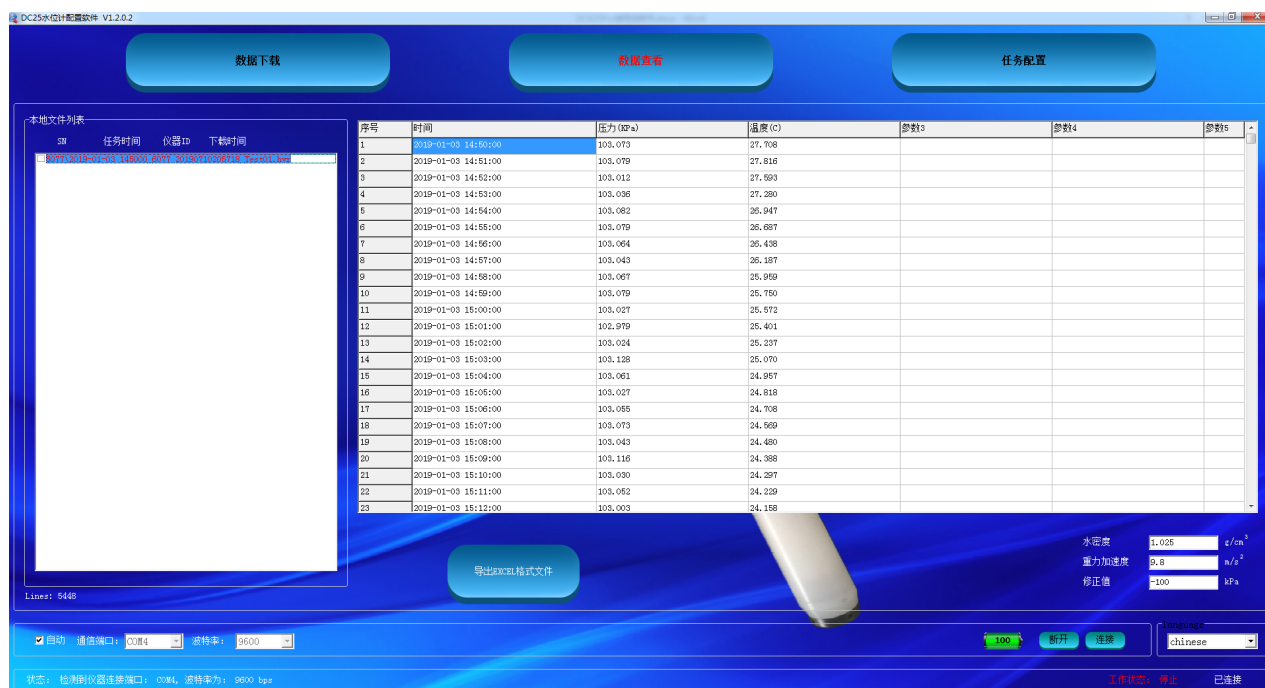 DC25水位计配置软件 V1.2.0.2
数据下载 数据查看 任务配置
本地文件列表
SN 任务时间 仪器ID 下载时间
序号 时间 压力(KPa) 温度(C) 参数3 参数4 参数5
1 2019-01-03 14:50:00 103.073 27.708
2 2019-01-03 14:51:00 103.079 27.816
3 2019-01-03 14:52:00 103.012 27.593
4 2019-01-03 14:53:00 103.036 27.280
5 2019-01-03 14:54:00 103.082 26.947
6 2019-01-03 14:55:00 103.079 26.687
7 2019-01-03 14:56:00 103.064 26.438
8 2019-01-03 14:57:00 103.043 26.187
9 2019-01-03 14:58:00 103.067 25.959
10 2019-01-03 14:59:00 103.079 25.750
11 2019-01-03 15:00:00 103.027 25.572
12 2019-01-03 15:01:00 102.979 25.401
13 2019-01-03 15:02:00 103.024 25.237
14 2019-01-03 15:03:00 103.128 25.070
15 2019-01-03 15:04:00 103.061 24.957
16 2019-01-03 15:05:00 103.027 24.818
17 2019-01-03 15:06:00 103.055 24.708
18 2019-01-03 15:07:00 103.073 24.569
19 2019-01-03 15:08:00 103.043 24.480
20 2019-01-03 15:09:00 103.116 24.388
21 2019-01-03 15:10:00 103.030 24.297
22 2019-01-03 15:11:00 103.052 24.229
23 2019-01-03 15:12:00 103.003 24.158
导出EXCEL格式文件
水密度 1.025 g/cm³
重力加速度 9.8 m/s²
修正值 -100 kPa
Lines: 5448
自动 通信端口: COM4 波特率: 9600 100 断开 连接
Language
chinese
状态: 检测到仪器连接端口: COM4, 波特率为: 9600 bps 工作状态: 停止 已连接